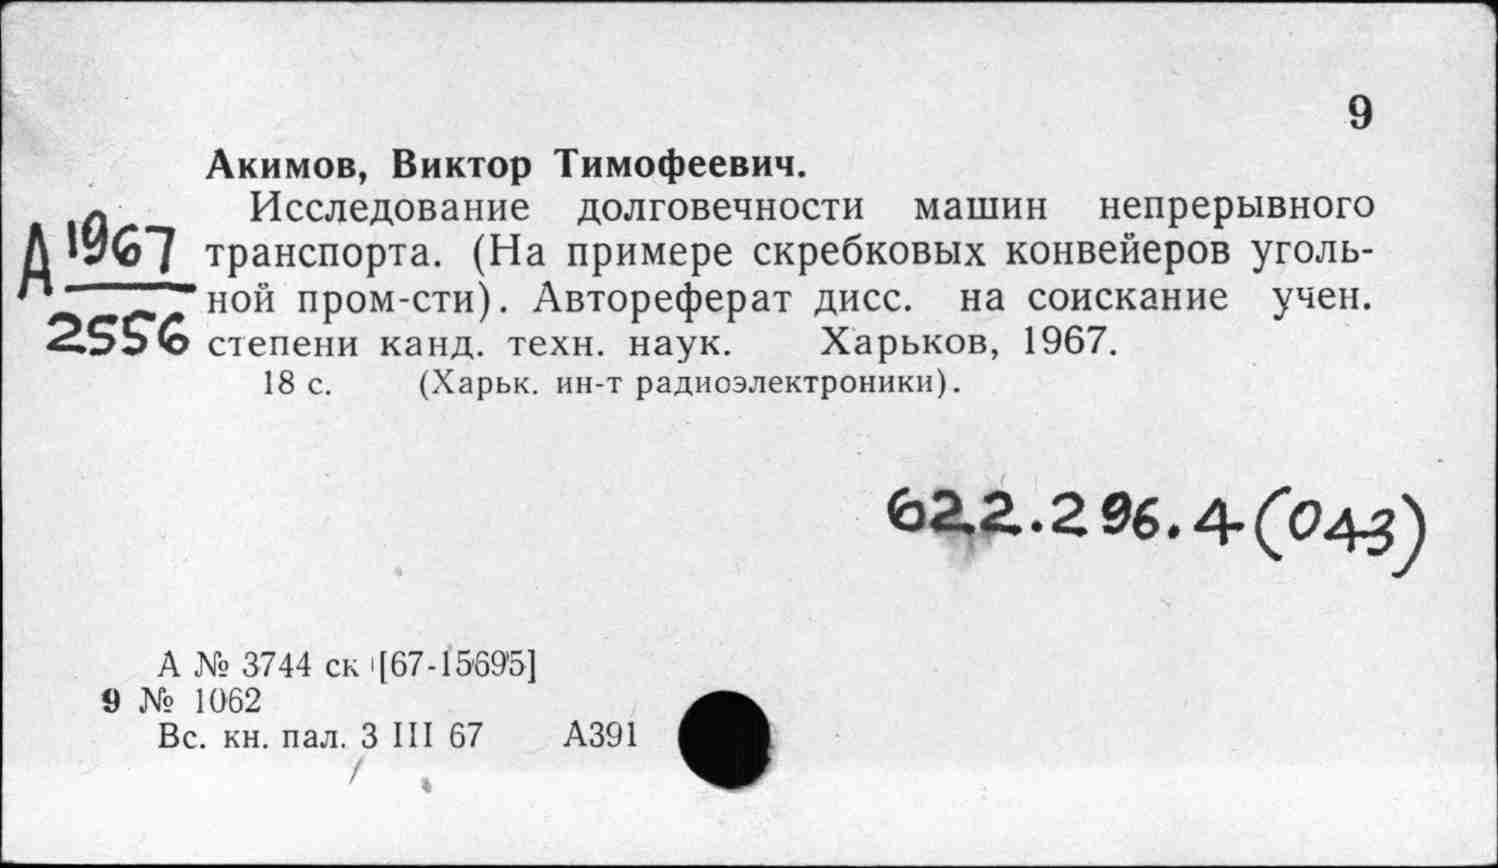 9
Акимов, Виктор Тимофеевич.
Исследование долговечности машин непрерывного
транспорта. (На примере скребковых конвейеров уголь-
ной пром-сти). Автореферат дисс. на соискание учен.
степени канд. техн. наук. Харьков, 1967.
18 с. (Харьк. ин-т радиоэлектроники).
Д 1967
2556
622.296.4(043)
А № 3744 ск [67-15695]
9 № 1062
Вс. кн. пал. 3 III 67 А391